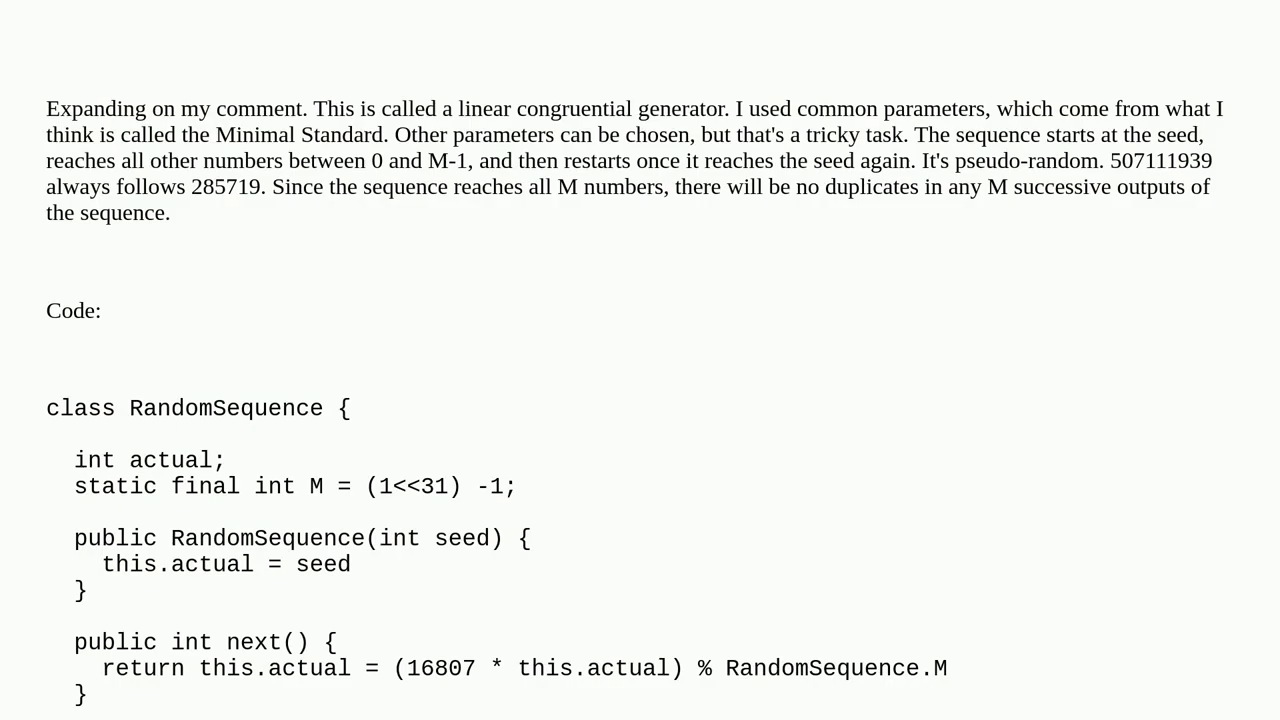 Expanding on my comment. This is called a linear congruential generator. I used common parameters, which come from what I
think is called the Minimal Standard. Other parameters can be chosen, but that's a tricky task. The sequence starts at the seed,
reaches all other numbers between 0 and M-1, and then restarts once it reaches the seed again. It's pseudo-random. 507111939
always follows 285719. Since the sequence reaches all M numbers, there will be no duplicates in any M successive outputs of
the sequence.
Code:
class RandomSequence {
  int actual;
  static final int M = (1<<31) -1;
  public RandomSequence(int seed) {
    this.actual = seed
  }
  public int next() {
    return this.actual = (16807 * this.actual) % RandomSequence.M
  }